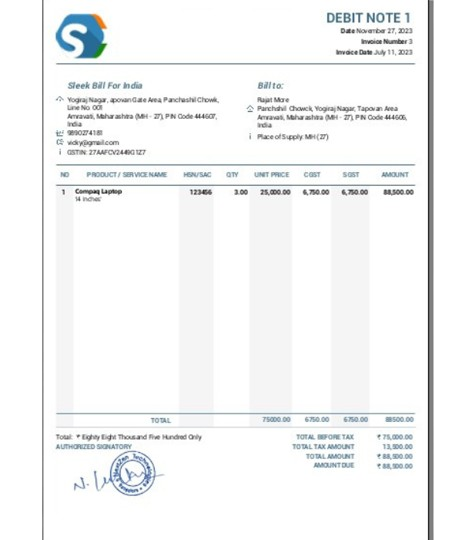 DEBIT NOTE 1
Date November 27, 2023
Invoice Number 3
Invoice Date July 11, 2023
Sleek Bill For India
Yogiraj Nagar, apovan Gate Area, Panchashil Chowk,
Line No. 001
Amravati, Maharashtra (MH - 27), PIN Code 444607,
India
9890274181
vicky@gmail.com
GSTIN: 27AAFCV2449G1Z7
Bill to:
Rajat More
Panchshil Chowck, Yogiraj Nagar, Tapovan Area
Amravati, Maharashtra (MH - 27), PIN Code 444606,
India
Place of Supply: MH (27)
NO PRODUCT / SERVICE NAME HSN/SAC QTY UNIT PRICE CGST SGST AMOUNT
1 Compaq Laptop 123456 3.00 25,000.00 6,750.00 6,750.00 88,500.00
14 Inches'
TOTAL 75000.00 6750.00 6750.00 88500.00
Total: ₹ Eighty Eight Thousand Five Hundred Only
AUTHORIZED SIGNATORY
TOTAL BEFORE TAX ₹ 75,000.00
TOTAL TAX AMOUNT 13,500.00
TOTAL AMOUNT ₹ 88,500.00
AMOUNT DUE ₹ 88,500.00